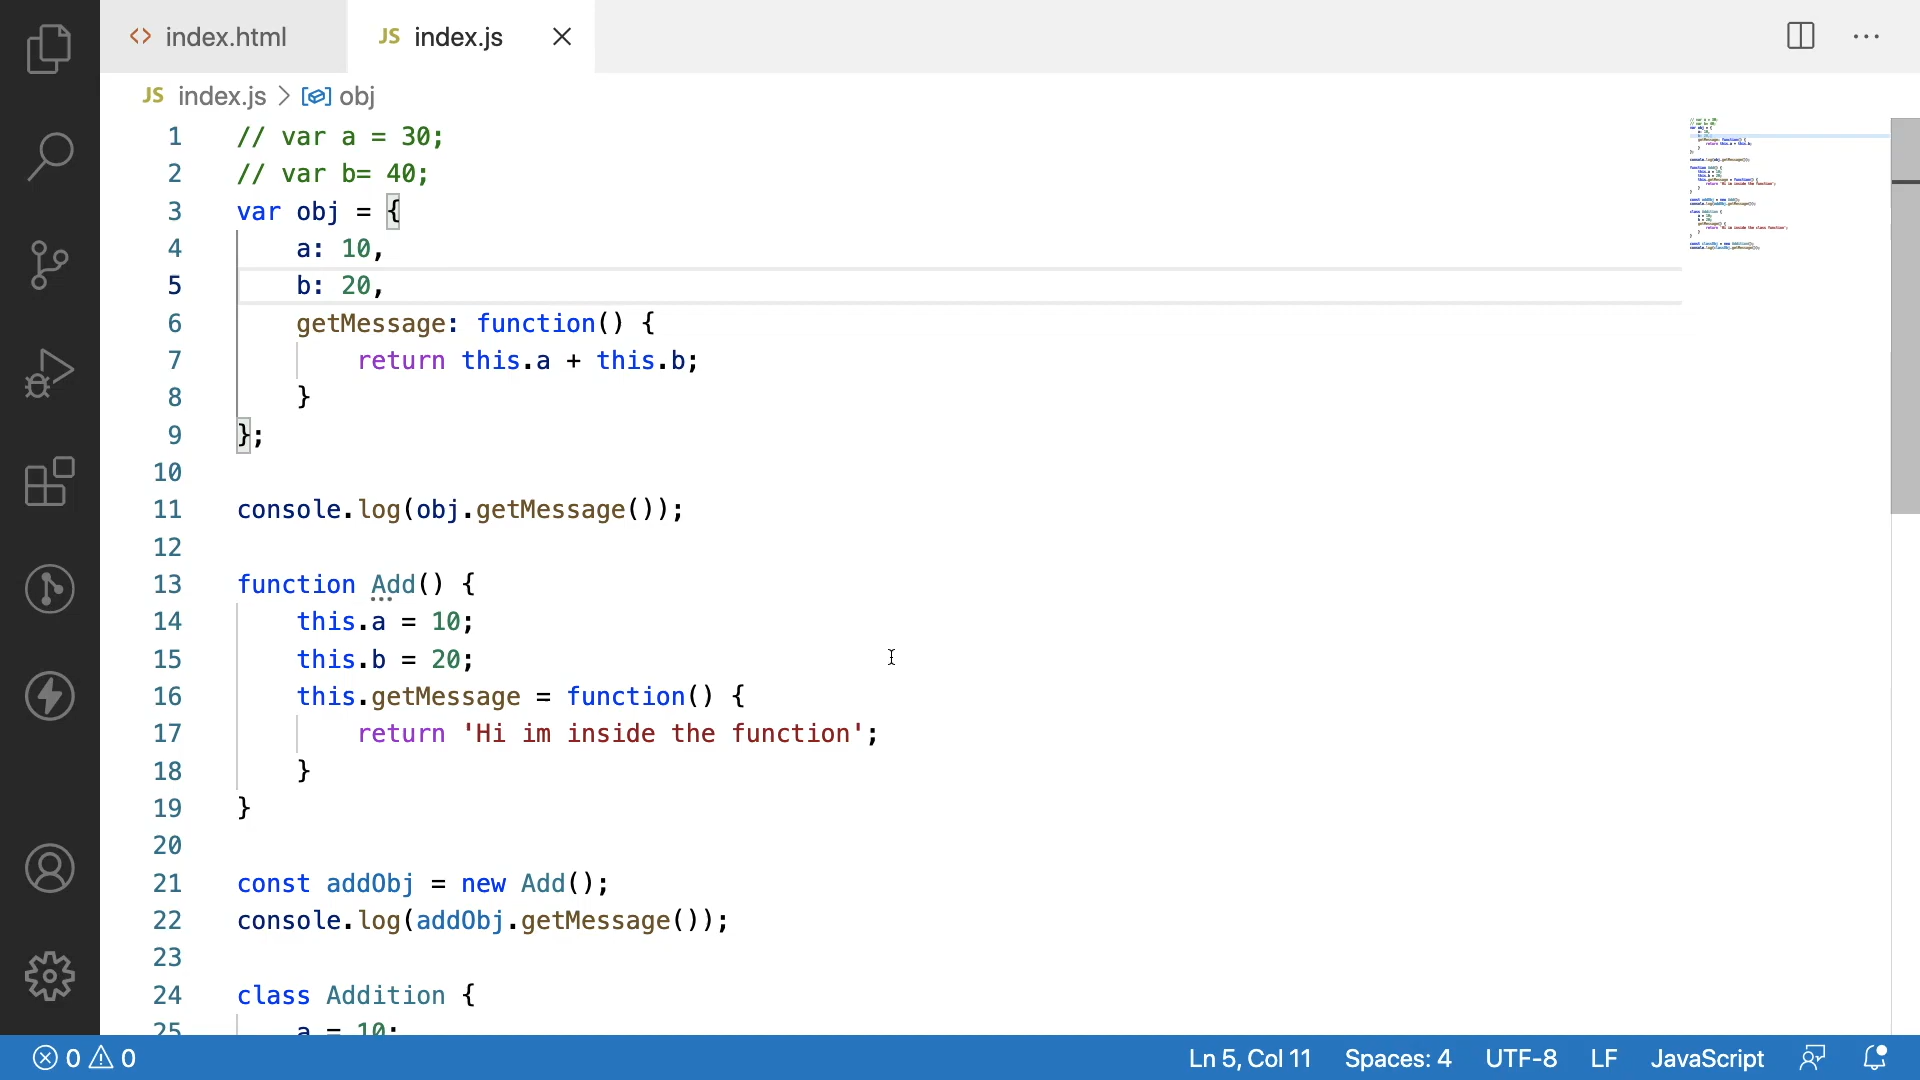 index.html
JS index.js
JS index.js > obj
1 // var a = 30;
2 // var b= 40;
3 var obj = {
4 a: 10,
5 b: 20,
6 getMessage: function() {
7 return this.a + this.b;
8 }
9 };
10
11 console.log(obj.getMessage());
12
13 function Add() {
14 this.a = 10;
15 this.b = 20;
16 this.getMessage = function() {
17 return 'Hi im inside the function';
18 }
19 }
20
21 const addObj = new Add();
22 console.log(addObj.getMessage());
23
24 class Addition {
25 a = 10;
0 0 Ln 5, Col 11 Spaces: 4 UTF-8 LF JavaScript